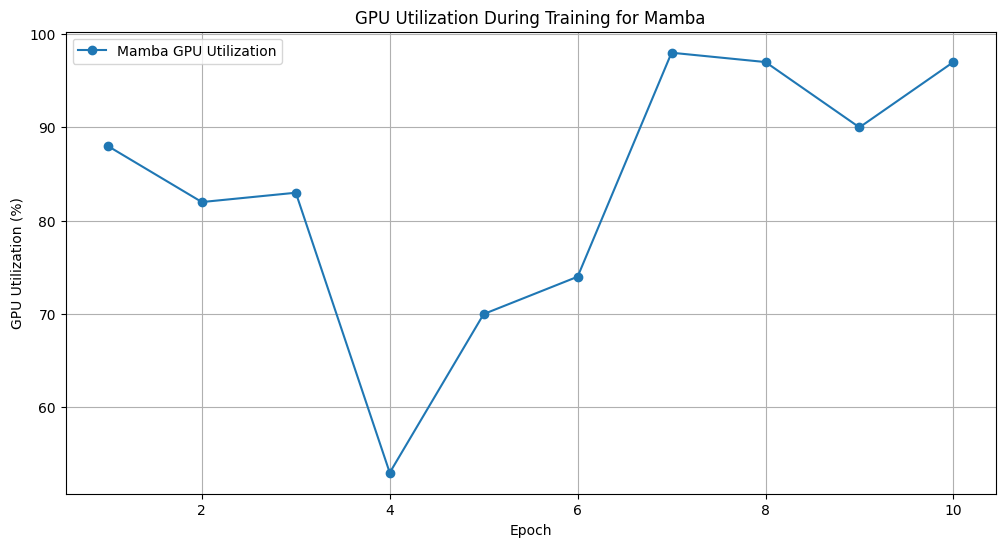 GPU Utilization During Training for Mamba
Mamba GPU Utilization
GPU Utilization (%)
100
90
80
70
60
2 4 6 8 10
Epoch